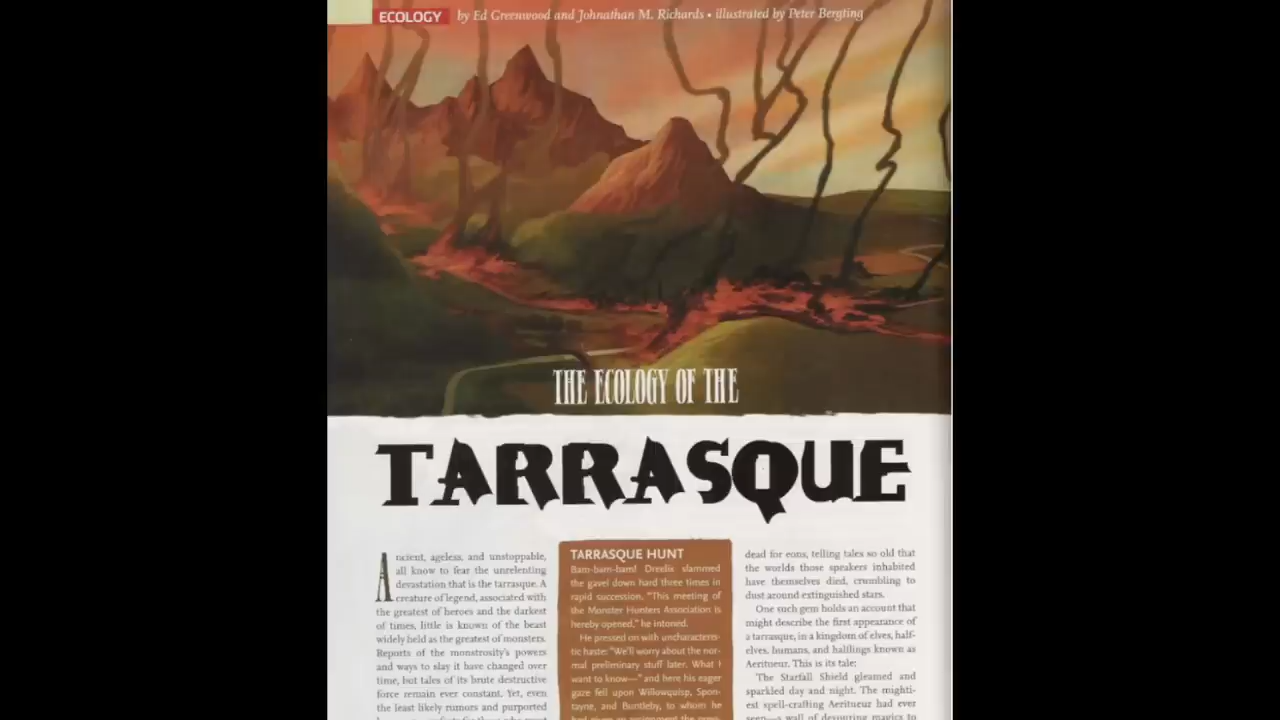 ECOLOGY by Ed Greenwood and Johnathan M. Richards • illustrated by Peter Bergting
THE ECOLOGY OF THE
TARRASQUE
Ancient, ageless, and unstoppable,
all know to fear the unrelenting
devastation that is the tarrasque. A
creature of legend, associated with
the greatest of heroes and the darkest
of times, little is known of the beast
widely held as the greatest of monsters.
Reports of the monstrosity's powers
and ways to slay it have changed over
time, but tales of its brute destructive
force remain ever constant. Yet, even
the least likely rumors and purported
TARRASQUE HUNT
Bam-bam-bam! Drexlis slammed
the gavel down hard three times in
rapid succession. "This meeting of
the Monster Hunters Association is
hereby opened," he intoned.
He pressed on with uncharacteris-
tic haste: "We'll worry about the nor-
mal preliminary stuff later. What I
want to know—" and here his eager
gaze fell upon Willowquisp, Spon-
tayne, and Buntleby, to whom he
dead for eons, telling tales so old that
the worlds those speakers inhabited
have themselves died, crumbling to
dust around extinguished stars.
One such gem holds an account that
might describe the first appearance of
a tarrasque, in a kingdom of elves, half-
elves, humans, and halflings known as
Aeritueur. This is its tale:
"The Starfall Shield gleamed and
sparkled day and night. The mighti-
est spell-crafting Aeritueur had ever
seen—a wall of devouring magics to